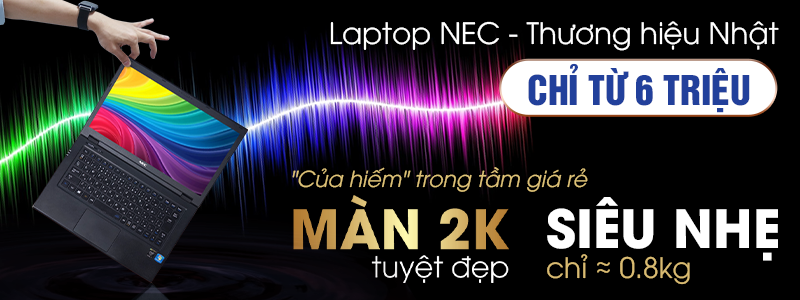 Laptop NEC - Thương hiệu Nhật
CHỈ TỪ 6 TRIỆU
NEC
"Của hiếm" trong tầm giá rẻ
MÀN 2K
tuyệt đẹp
SIÊU NHẸ
chỉ ≈ 0.8kg